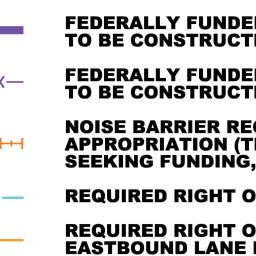 FEDERALLY FUNDE
TO BE CONSTRUCT
FEDERALLY FUNDE
TO BE CONSTRUCT
NOISE BARRIER RE
APPROPRIATION (T
SEEKING FUNDING,
REQUIRED RIGHT O
REQUIRED RIGHT O
EASTBOUND LANE